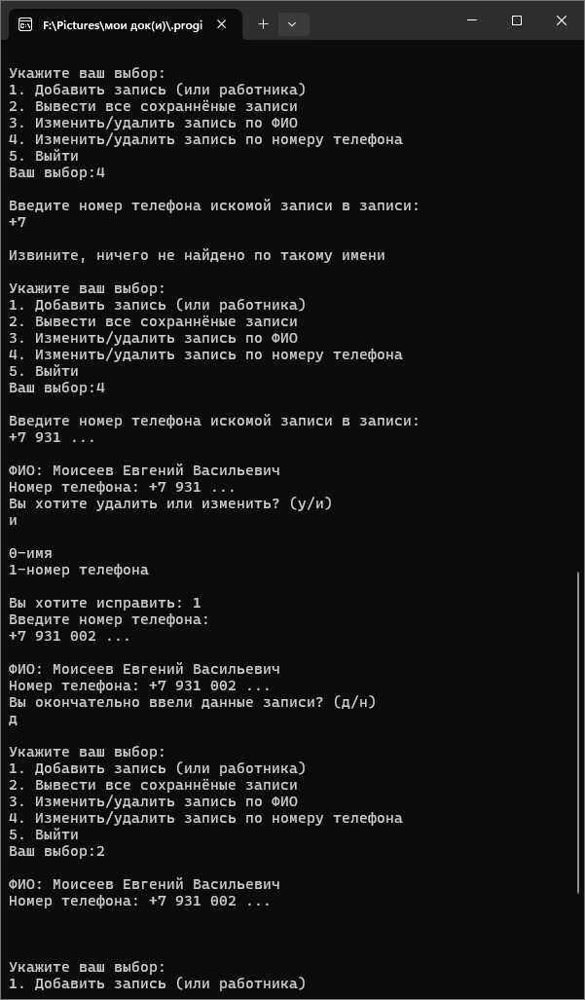 F:\Pictures\мои док(и)\.progi
Укажите ваш выбор:
1. Добавить запись (или работника)
2. Вывести все сохраннёные записи
3. Изменить/удалить запись по ФИО
4. Изменить/удалить запись по номеру телефона
5. Выйти
Ваш выбор:4
Введите номер телефона искомой записи в записи:
+7
Извините, ничего не найдено по такому имени
Укажите ваш выбор:
1. Добавить запись (или работника)
2. Вывести все сохраннёные записи
3. Изменить/удалить запись по ФИО
4. Изменить/удалить запись по номеру телефона
5. Выйти
Ваш выбор:4
Введите номер телефона искомой записи в записи:
+7 931 ...
ФИО: Моисеев Евгений Васильевич
Номер телефона: +7 931 ...
Вы хотите удалить или изменить? (у/и)
и
0-имя
1-номер телефона
Вы хотите исправить: 1
Введите номер телефона:
+7 931 002 ...
ФИО: Моисеев Евгений Васильевич
Номер телефона: +7 931 002 ...
Вы окончательно ввели данные записи? (д/н)
д
Укажите ваш выбор:
1. Добавить запись (или работника)
2. Вывести все сохраннёные записи
3. Изменить/удалить запись по ФИО
4. Изменить/удалить запись по номеру телефона
5. Выйти
Ваш выбор:2
ФИО: Моисеев Евгений Васильевич
Номер телефона: +7 931 002 ...
Укажите ваш выбор:
1. Добавить запись (или работника)